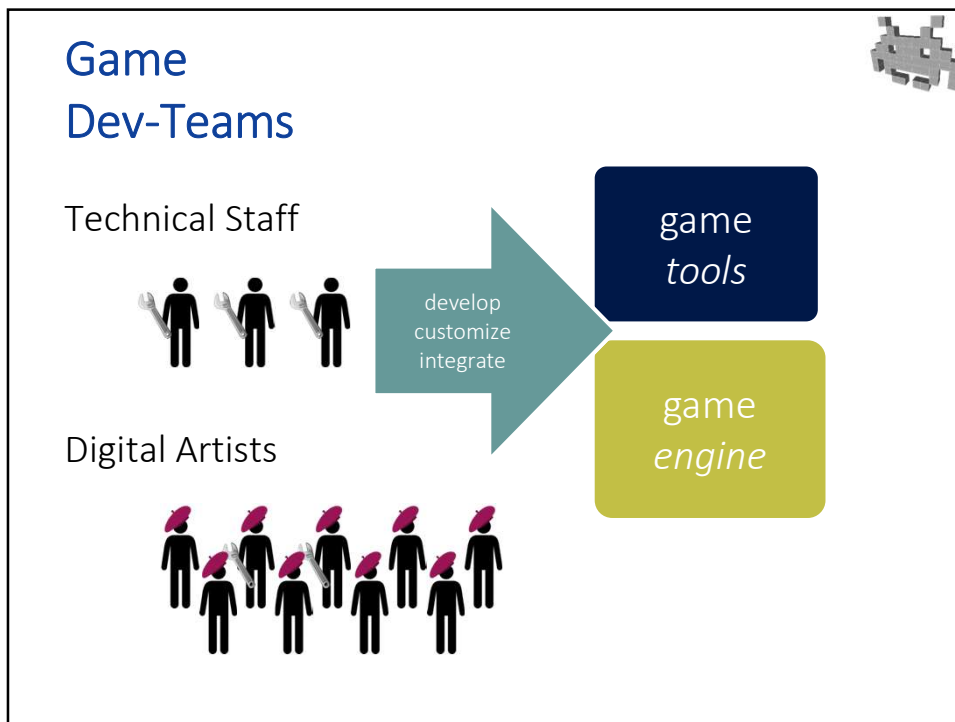 Game
Dev-Teams
Technical Staff
develop
customize
integrate
game
tools
game
engine
Digital Artists